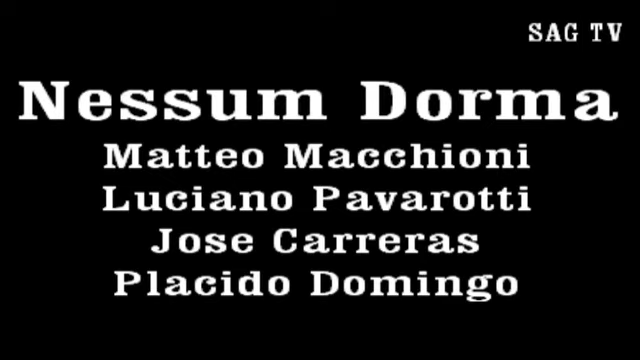 SAG TV
Nessum Dorma
Matteo Macchioni
Luciano Pavarotti
Jose Carreras
Placido Domingo